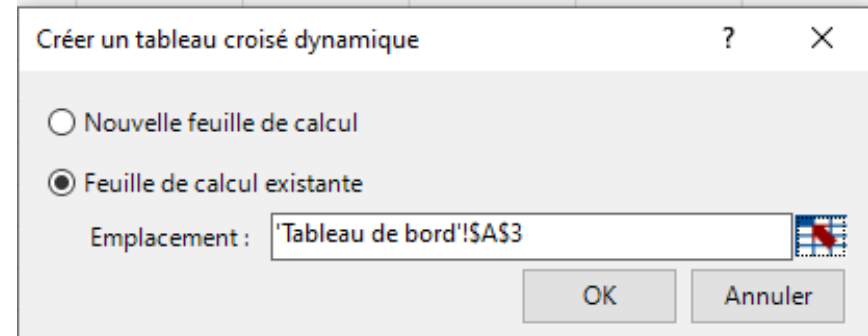 Créer un tableau croisé dynamique ? ×
Nouvelle feuille de calcul
Feuille de calcul existante
Emplacement : 'Tableau de bord'!$A$3
OK Annuler